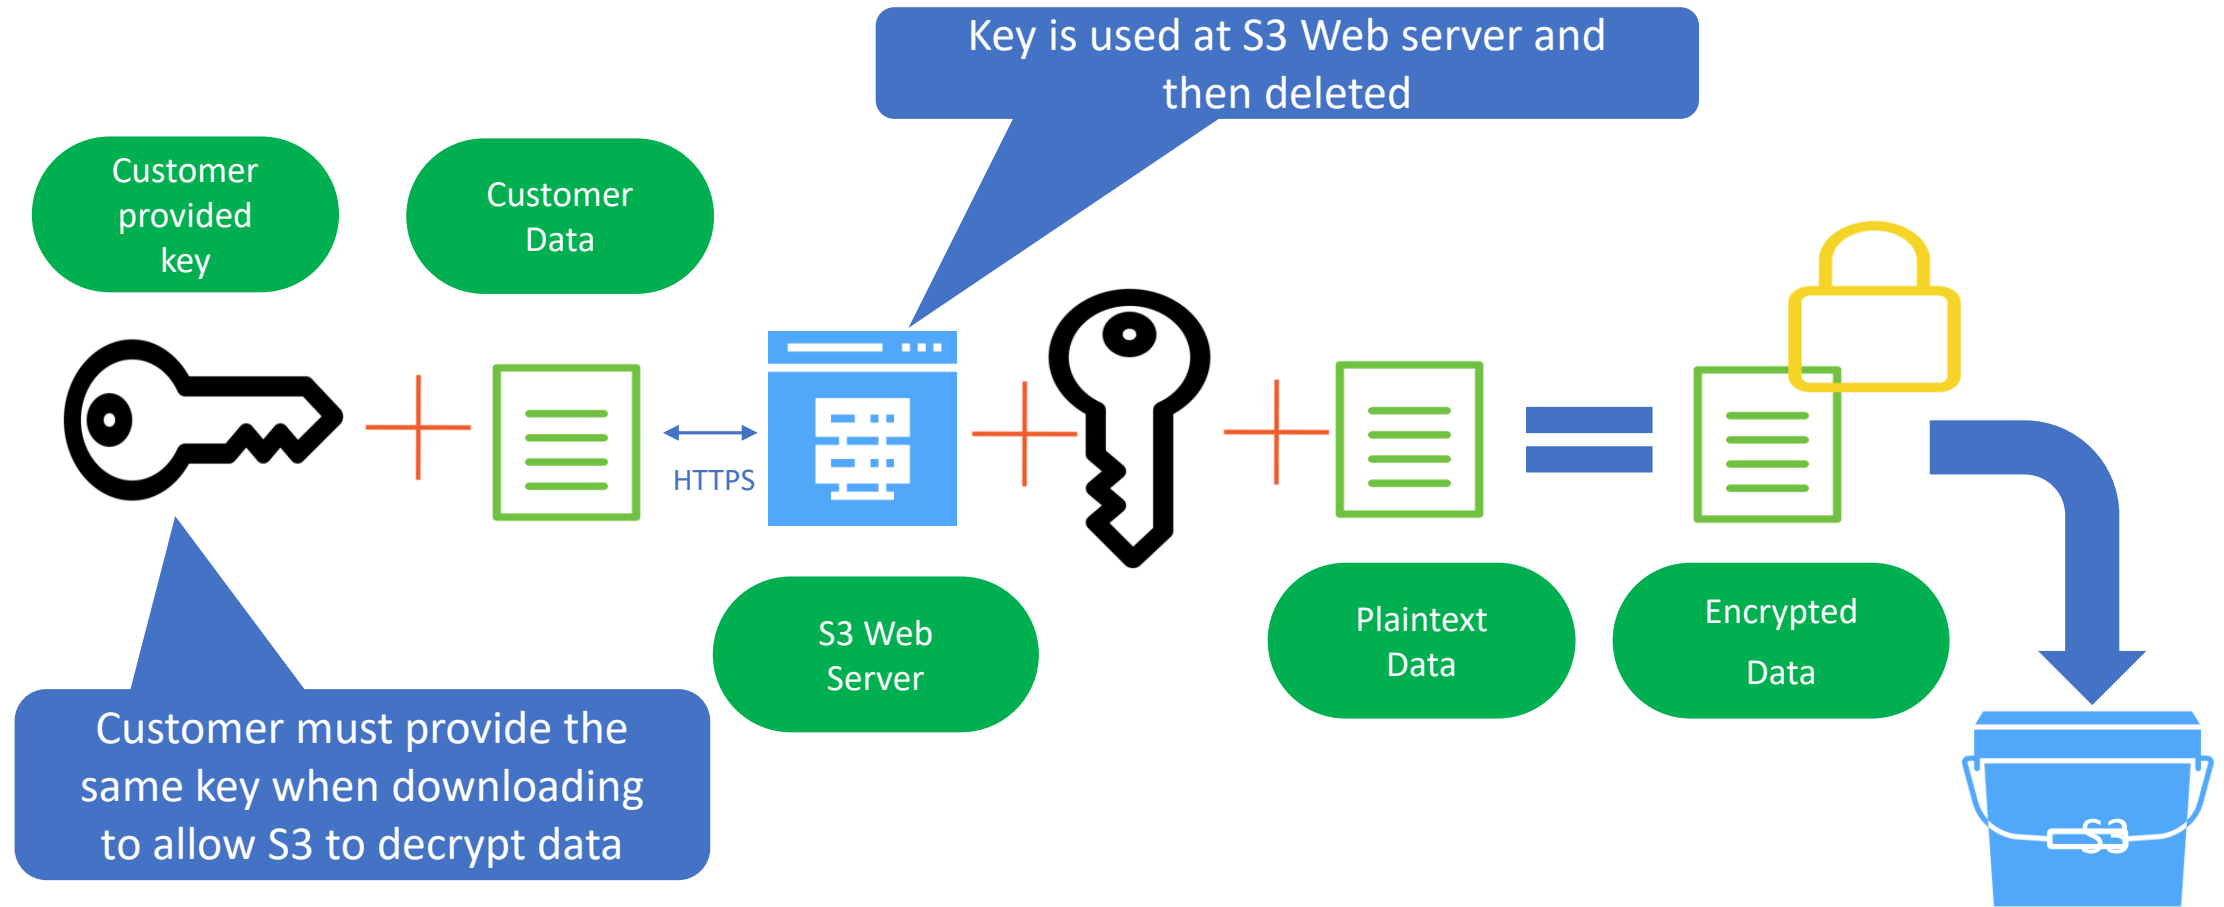 Key is used at S3 Web server and
then deleted
Customer
provided
key
Customer
Data
HTTPS
S3 Web
Server
Plaintext
Data
Encrypted
Data
Customer must provide the
same key when downloading
to allow S3 to decrypt data
S3